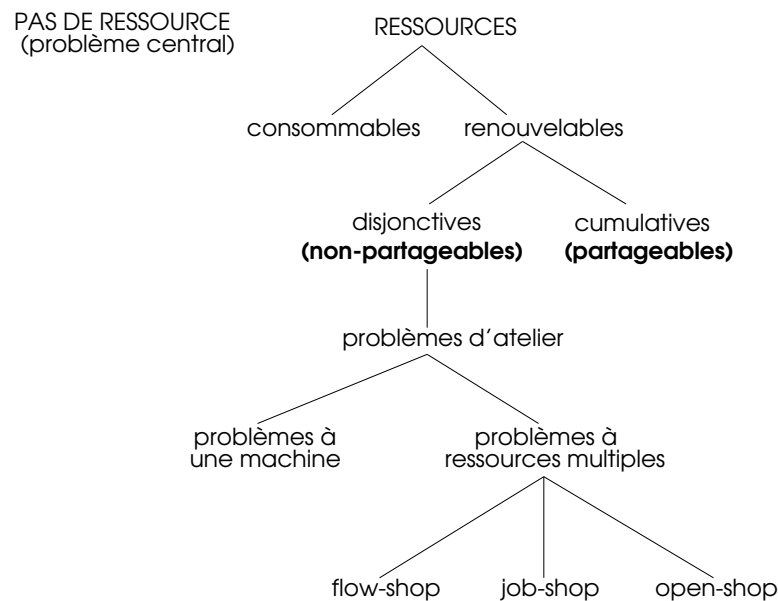 PAS DE RESSOURCE
(problème central)
RESSOURCES
consommables
renouvelables
disjonctives
(non-partageables)
cumulatives
(partageables)
problèmes d'atelier
problèmes à
une machine
problèmes à
ressources multiples
flow-shop
job-shop
open-shop